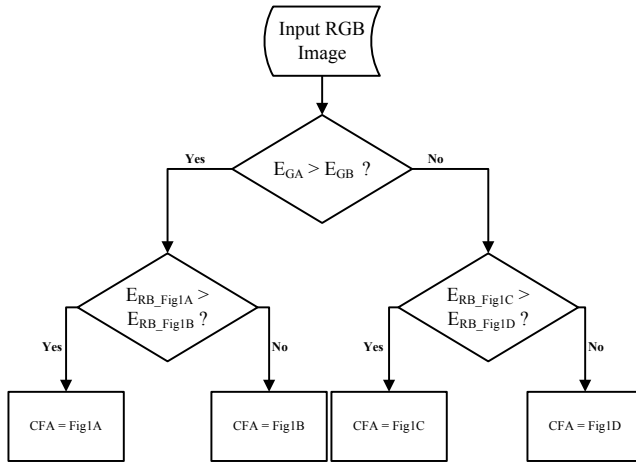 Input RGB
Image
Yes
E_GA > E_GB ?
No
E_RB_Fig1A >
E_RB_Fig1B ?
E_RB_Fig1C >
E_RB_Fig1D ?
Yes
No
Yes
No
CFA = Fig1A
CFA = Fig1B
CFA = Fig1C
CFA = Fig1D